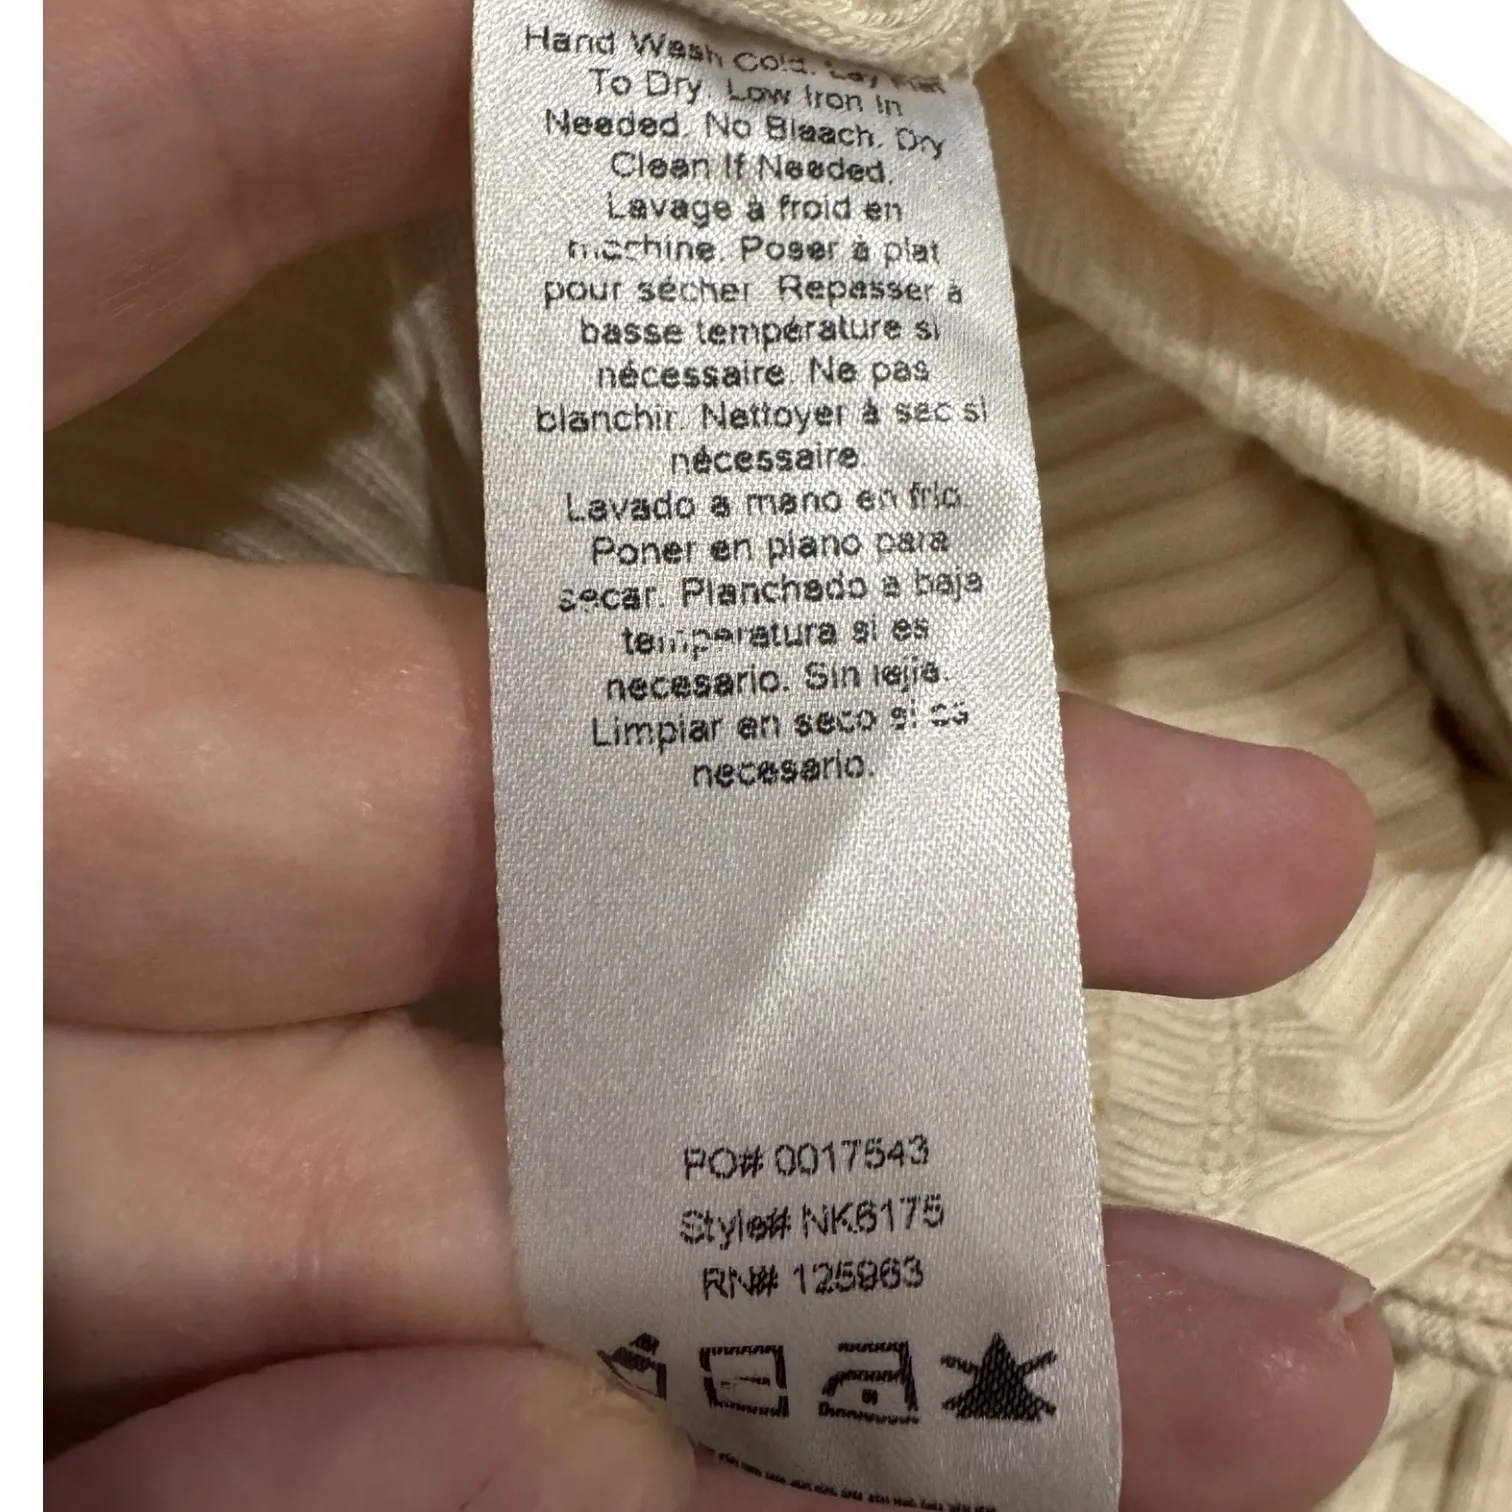 Hand Wash Cold. Lay Flat
To Dry. Low Iron In
Needed. No Bleach. Dry
Clean If Needed.
Lavage à froid en
machine. Poser à plat
pour sécher. Repasser à
basse température si
nécessaire. Ne pas
blanchir. Nettoyer à sec si
nécessaire.
Lavado a mano en frio.
Poner en plano para
secar. Planchado a baja
temperatura si es
necesario. Sin lejia.
Limpiar en seco si es
necesario.
PO# 0017543
Style# NK6175
RN# 125963